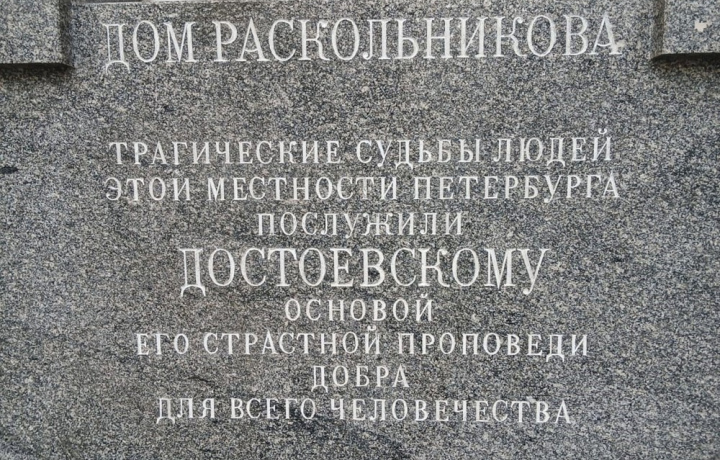 ДОМ РАСКОЛЬНИКОВА
ТРАГИЧЕСКИЕ СУДЬБЫ ЛЮДЕЙ
ЭТОЙ МЕСТНОСТИ ПЕТЕРБУРГА
ПОСЛУЖИЛИ
ДОСТОЕВСКОМУ
ОСНОВОЙ
ЕГО СТРАСТНОЙ ПРОПОВЕДИ
ДОБРА
ДЛЯ ВСЕГО ЧЕЛОВЕЧЕСТВА